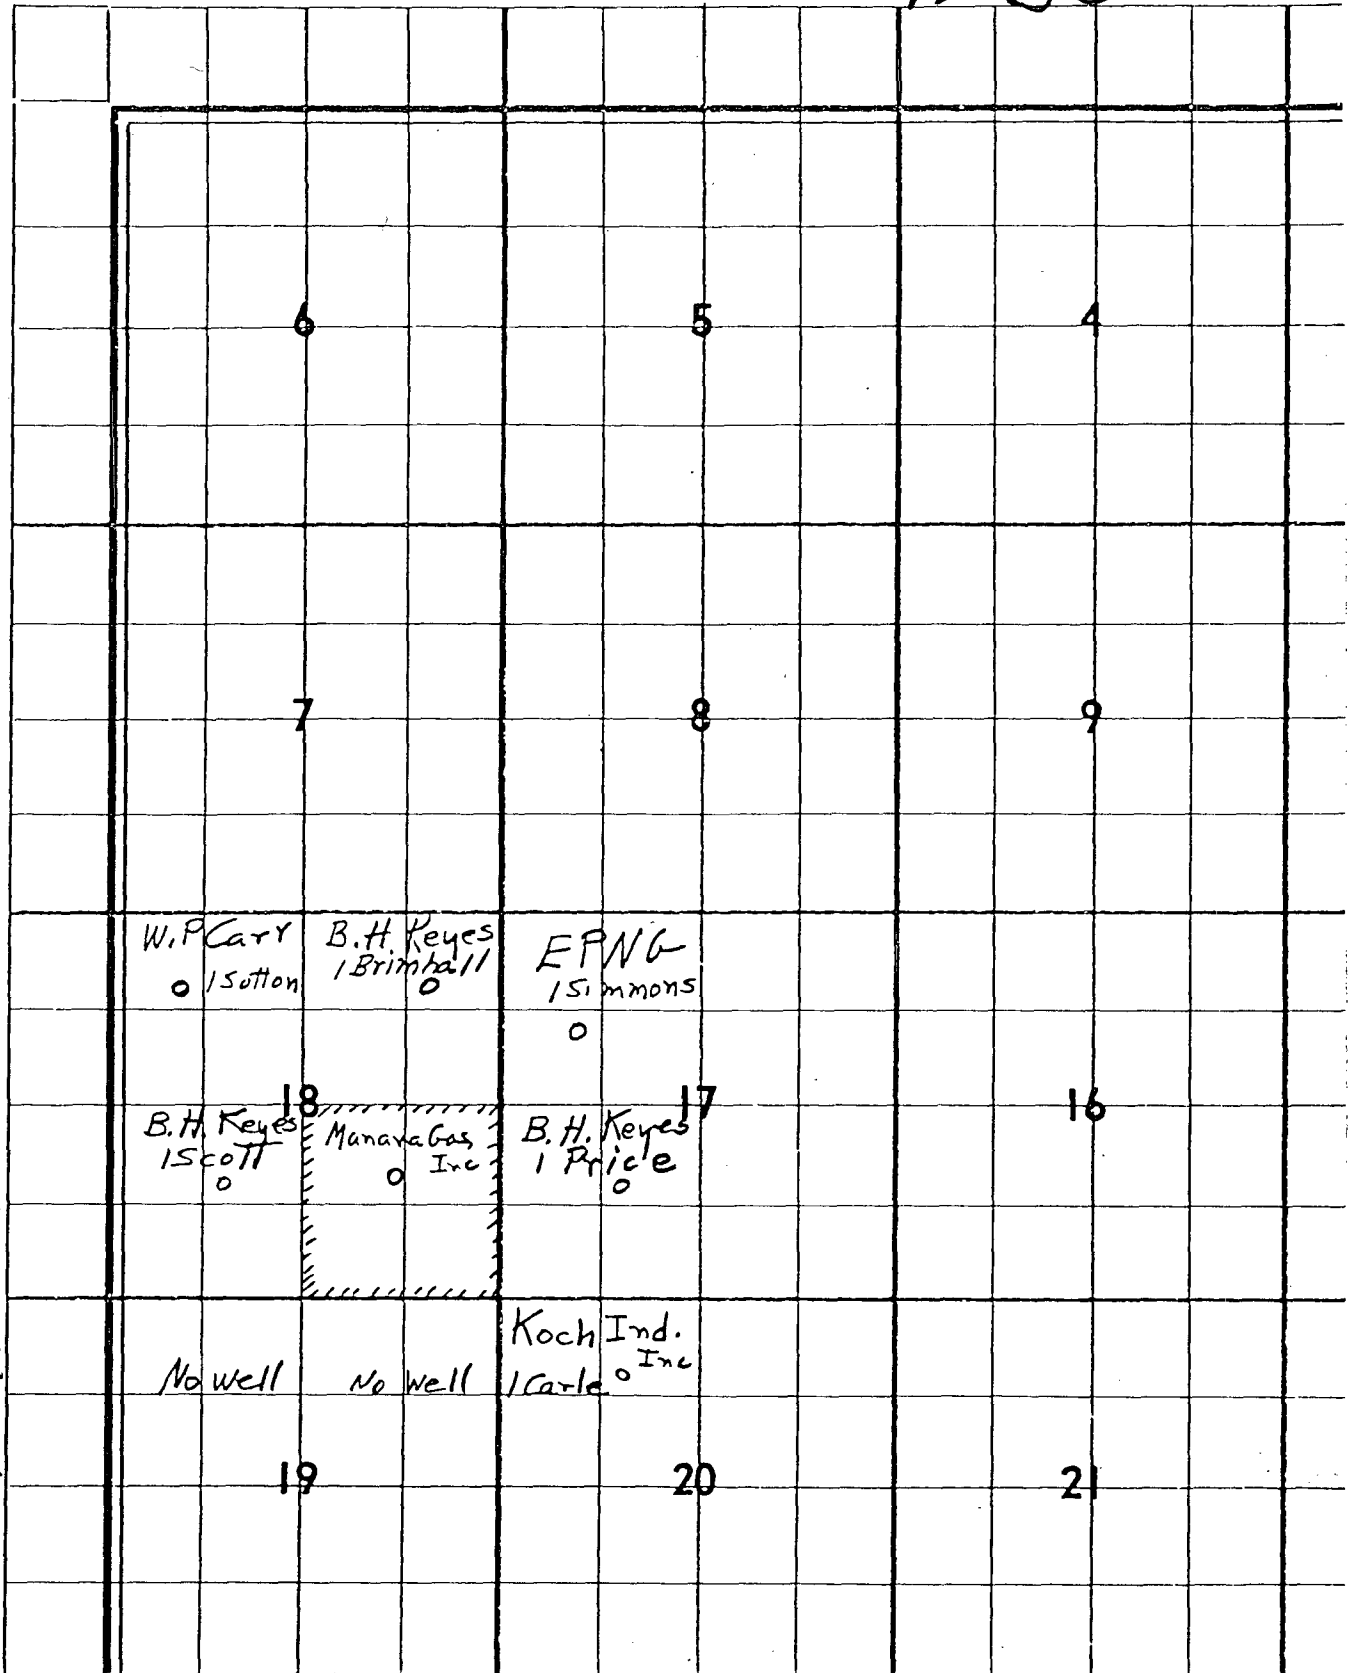 6 5 4
7 8 9
W.P Carr
1 Sutton
B.H. Keyes
1 Brimhall
EPNG
1 Simmons
18 17 16
B.H. Keyes
1 Scott
Manana Gas
Inc
B.H. Keyes
1 Price
No well
No well
Koch Ind.
Inc
1 Carle
19 20 21